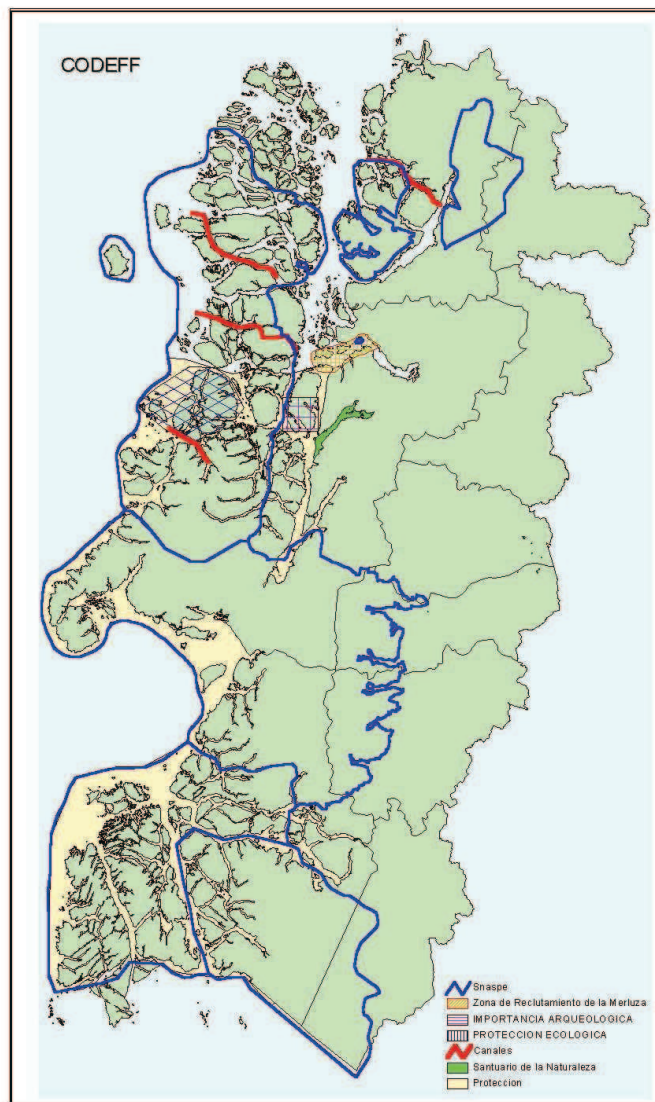 CODEFF
Snaspe
Zona de Reclutamiento de la Merluza
IMPORTANCIA ARQUEOLOGICA
PROTECCION ECOLOGICA
Canales
Santuario de la Naturaleza
Proteccion